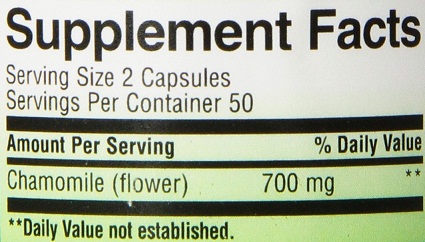 Supplement Facts
Serving Size 2 Capsules
Servings Per Container 50
Amount Per Serving % Daily Value
Chamomile (flower) 700 mg **
**Daily Value not established.